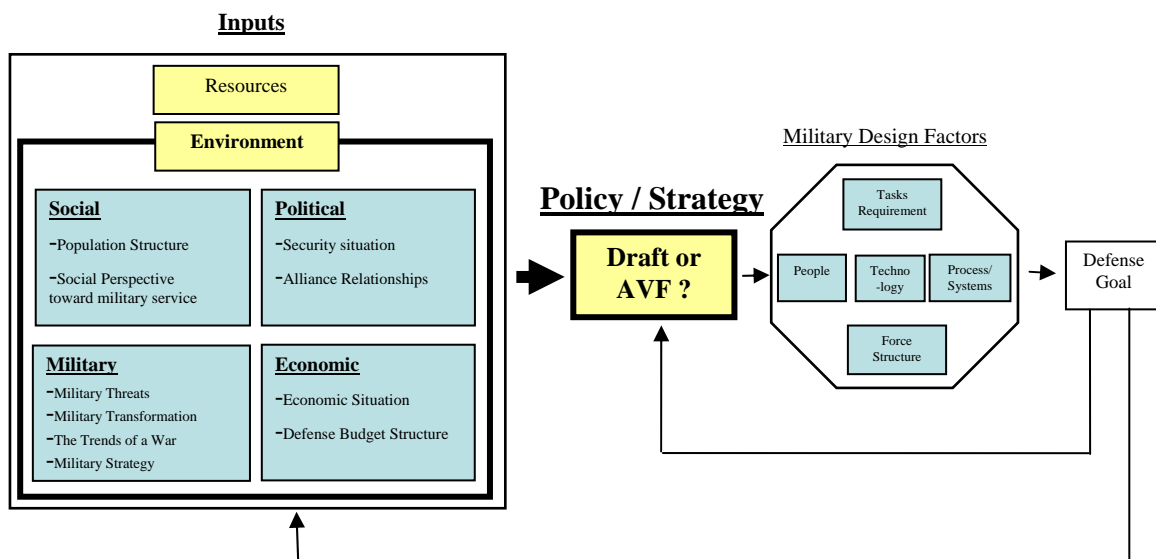 Inputs
Resources
Environment
Social
-Population Structure
-Social Perspective
toward military service
Political
-Security situation
-Alliance Relationships
Military
-Military Threats
-Military Transformation
-The Trends of a War
-Military Strategy
Economic
-Economic Situation
-Defense Budget Structure
Policy / Strategy
Draft or
AVF ?
Military Design Factors
Tasks
Requirement
People
Techno
-logy
Process/
Systems
Force
Structure
Defense
Goal